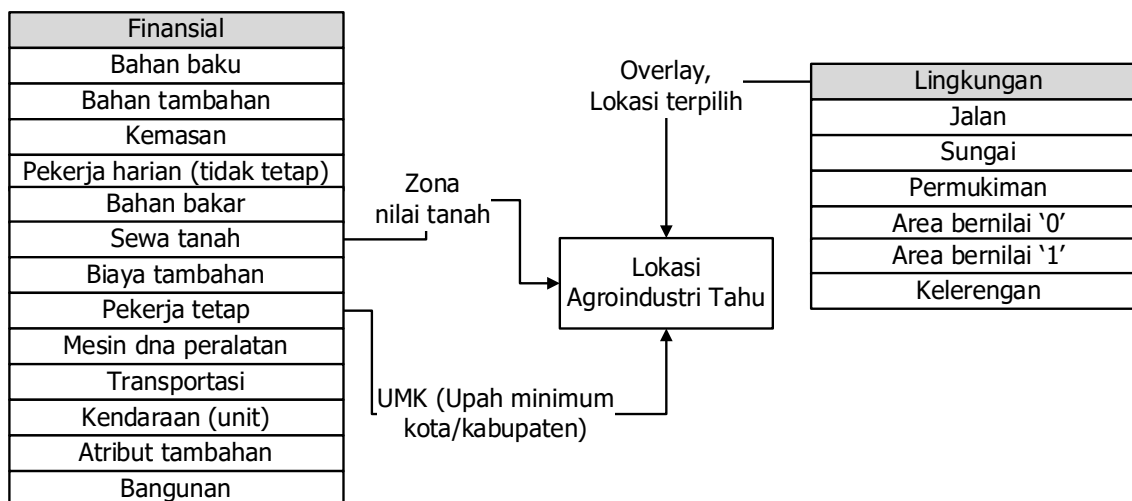 Finansial
Bahan baku
Bahan tambahan
Kemasan
Pekerja harian (tidak tetap)
Bahan bakar
Sewa tanah
Biaya tambahan
Pekerja tetap
Mesin dna peralatan
Transportasi
Kendaraan (unit)
Atribut tambahan
Bangunan
Zona
nilai tanah
UMK (Upah minimum
kota/kabupaten)
Overlay,
Lokasi terpilih
Lokasi
Agroindustri Tahu
Lingkungan
Jalan
Sungai
Permukiman
Area bernilai ‘0’
Area bernilai ‘1’
Kelerengan